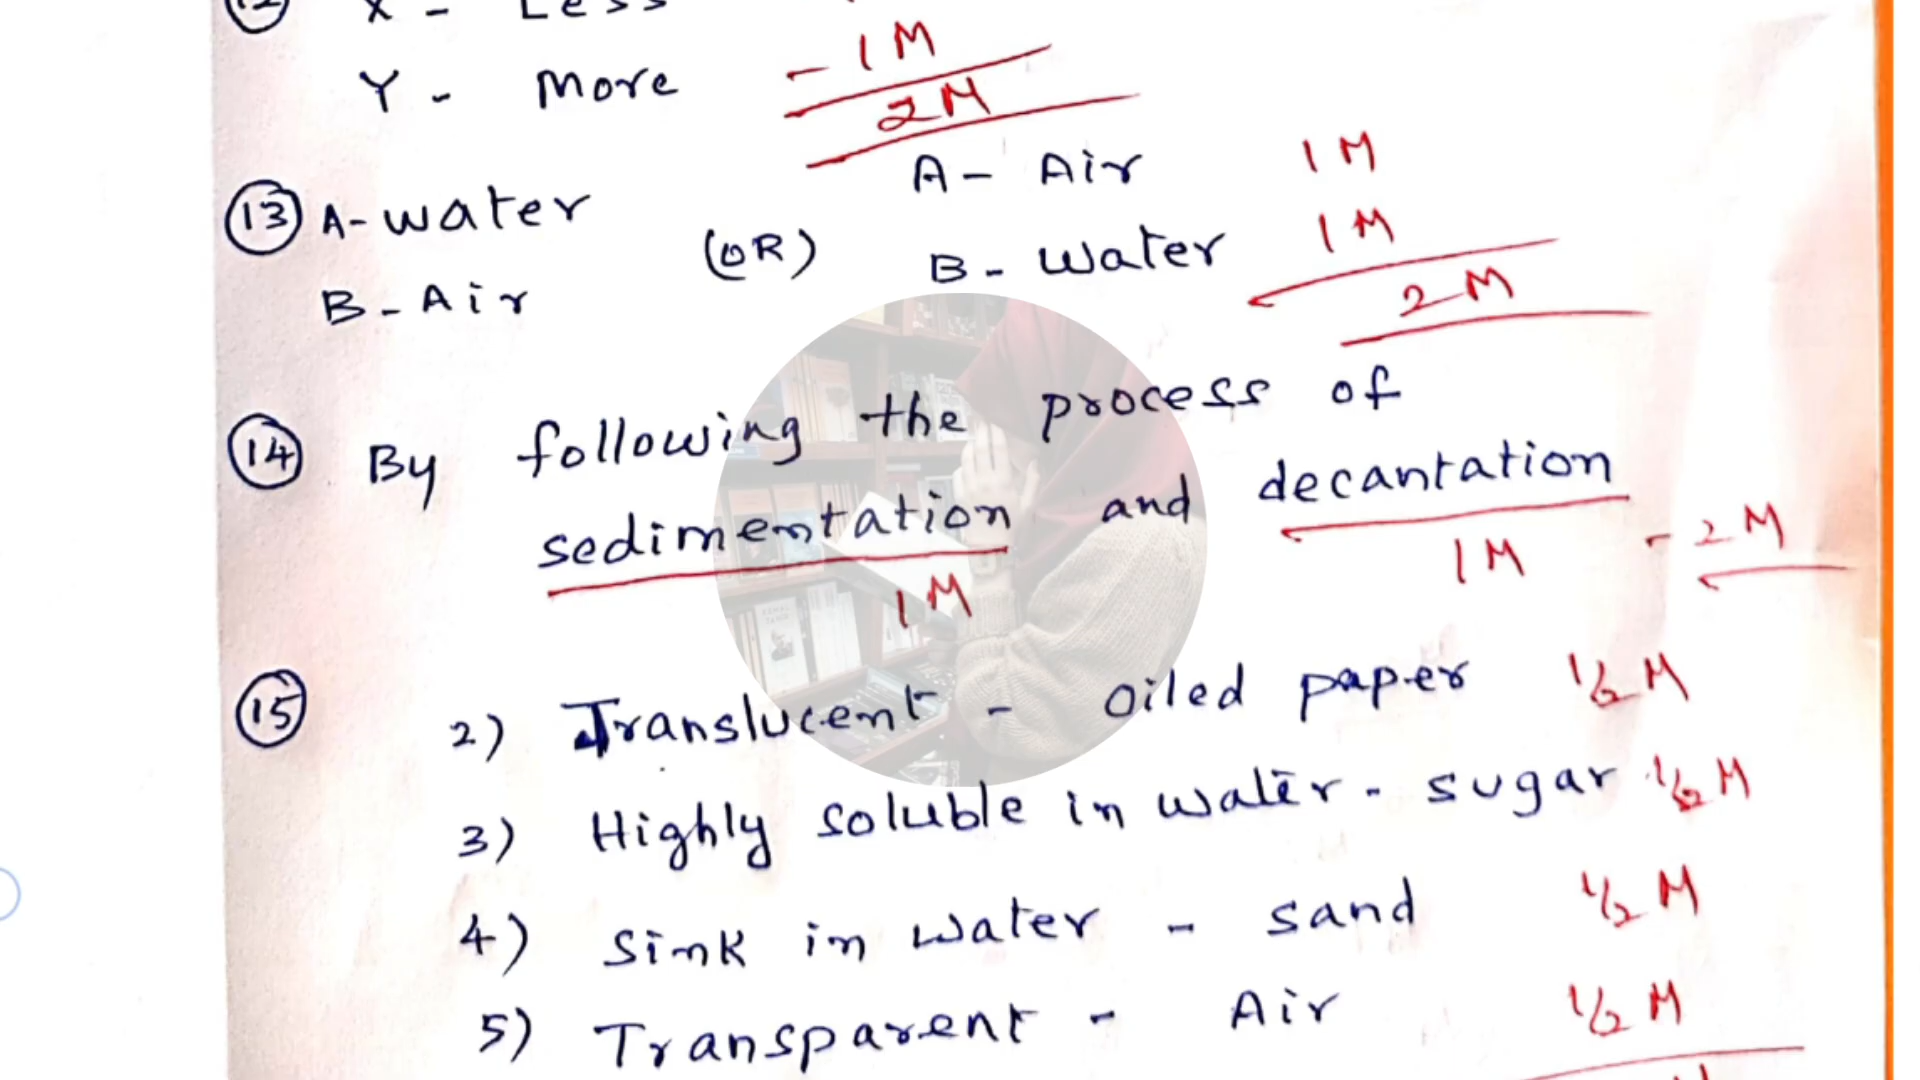 12 X - Less
Y - More - 1M
2M
13 A - water (OR) A - Air 1M
B - Air B - water 1M
2M
14 By following the process of
sedimentation and decantation - 2M
1M 1M
15 2) Translucent - oiled paper 1/2 M
3) Highly soluble in water - sugar 1/2 M
4) Sink in water - sand 1/2 M
5) Transparent - Air 1/2 M